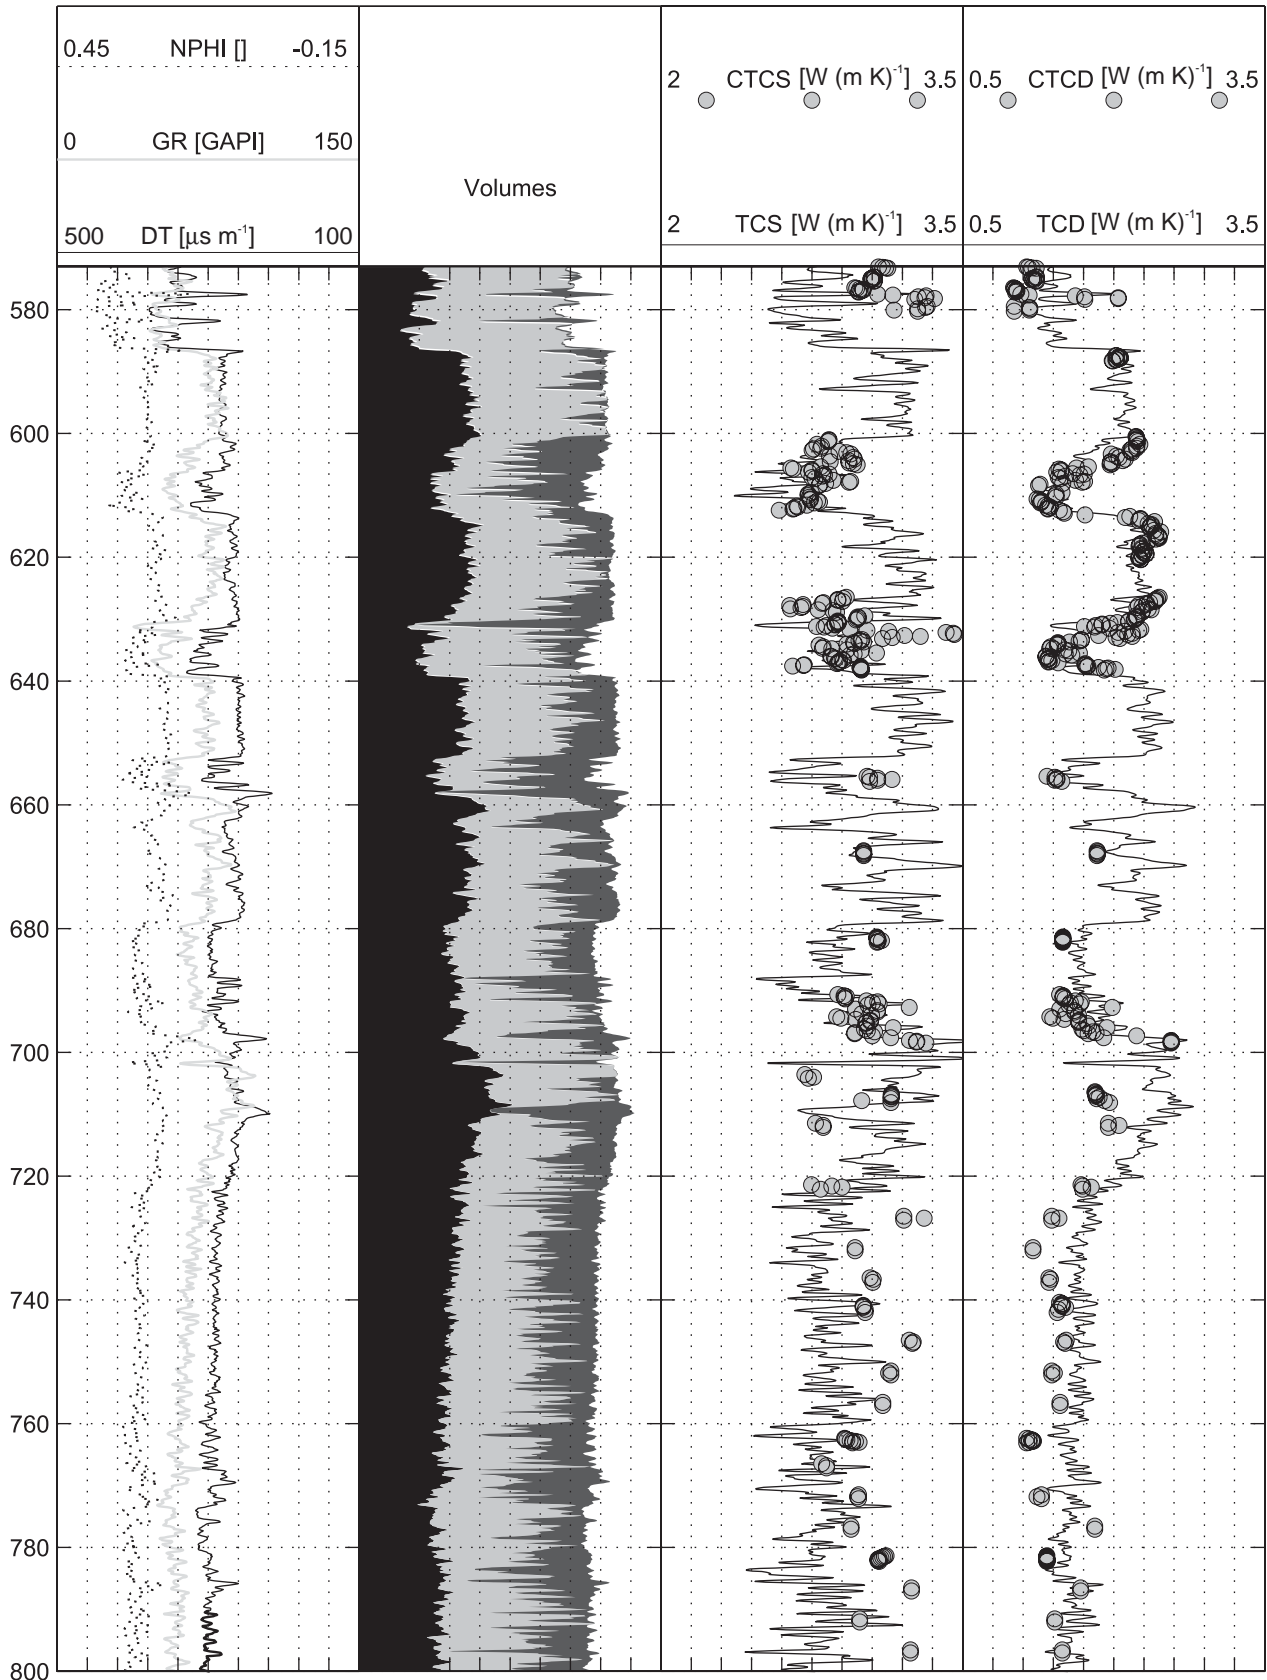 0.45 NPHI [] -0.15
2 CTCS [W (m K)⁻¹] 3.5
0.5 CTCD [W (m K)⁻¹] 3.5
0 GR [GAPI] 150
Volumes
500 DT [µs m⁻¹] 100
2 TCS [W (m K)⁻¹] 3.5
0.5 TCD [W (m K)⁻¹] 3.5
580
600
620
640
660
680
700
720
740
760
780
800